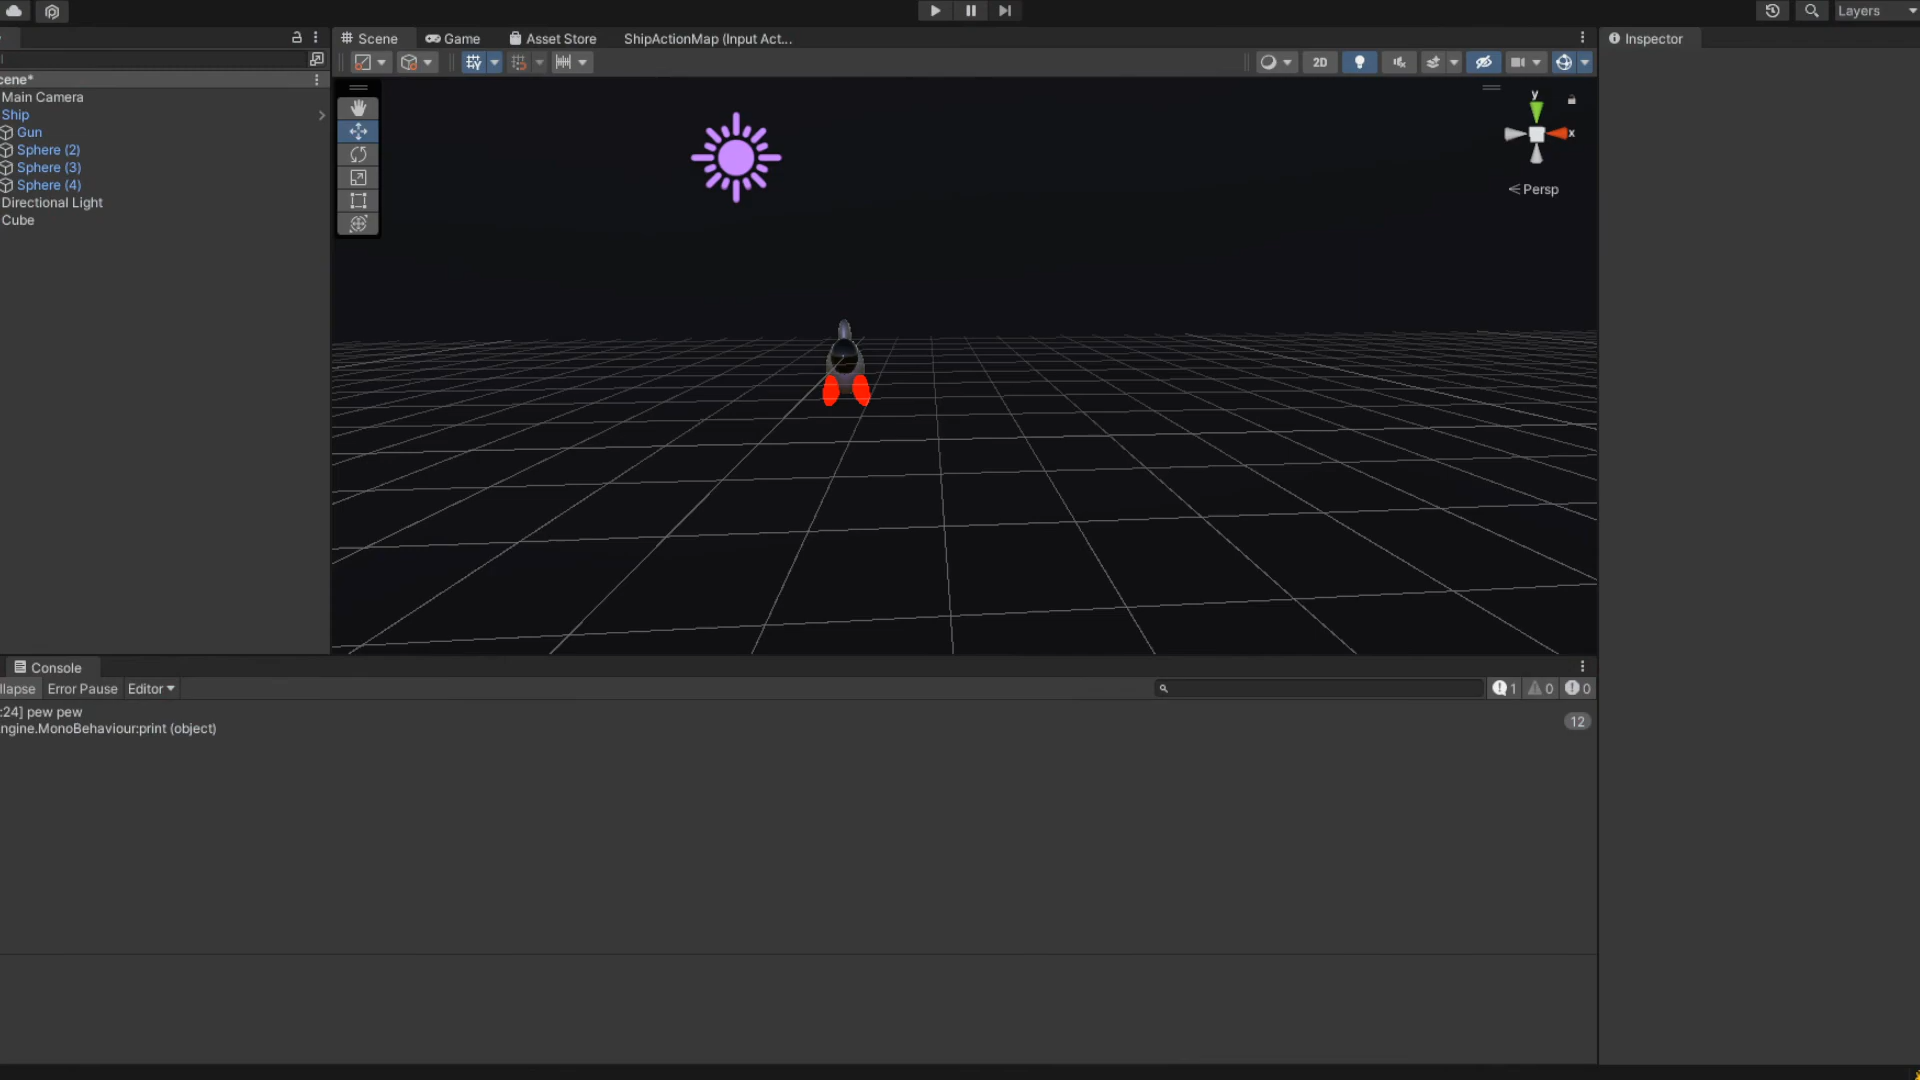 Layers
Scene
Game
Asset Store
ShipActionMap (Input Act...
Inspector
2D
cene*
Main Camera
Ship
Gun
Sphere (2)
Sphere (3)
Sphere (4)
Directional Light
Cube
y
x
Persp
Console
llapse
Error Pause
Editor
1
0
0
:24] pew pew
ngine.MonoBehaviour:print (object)
12